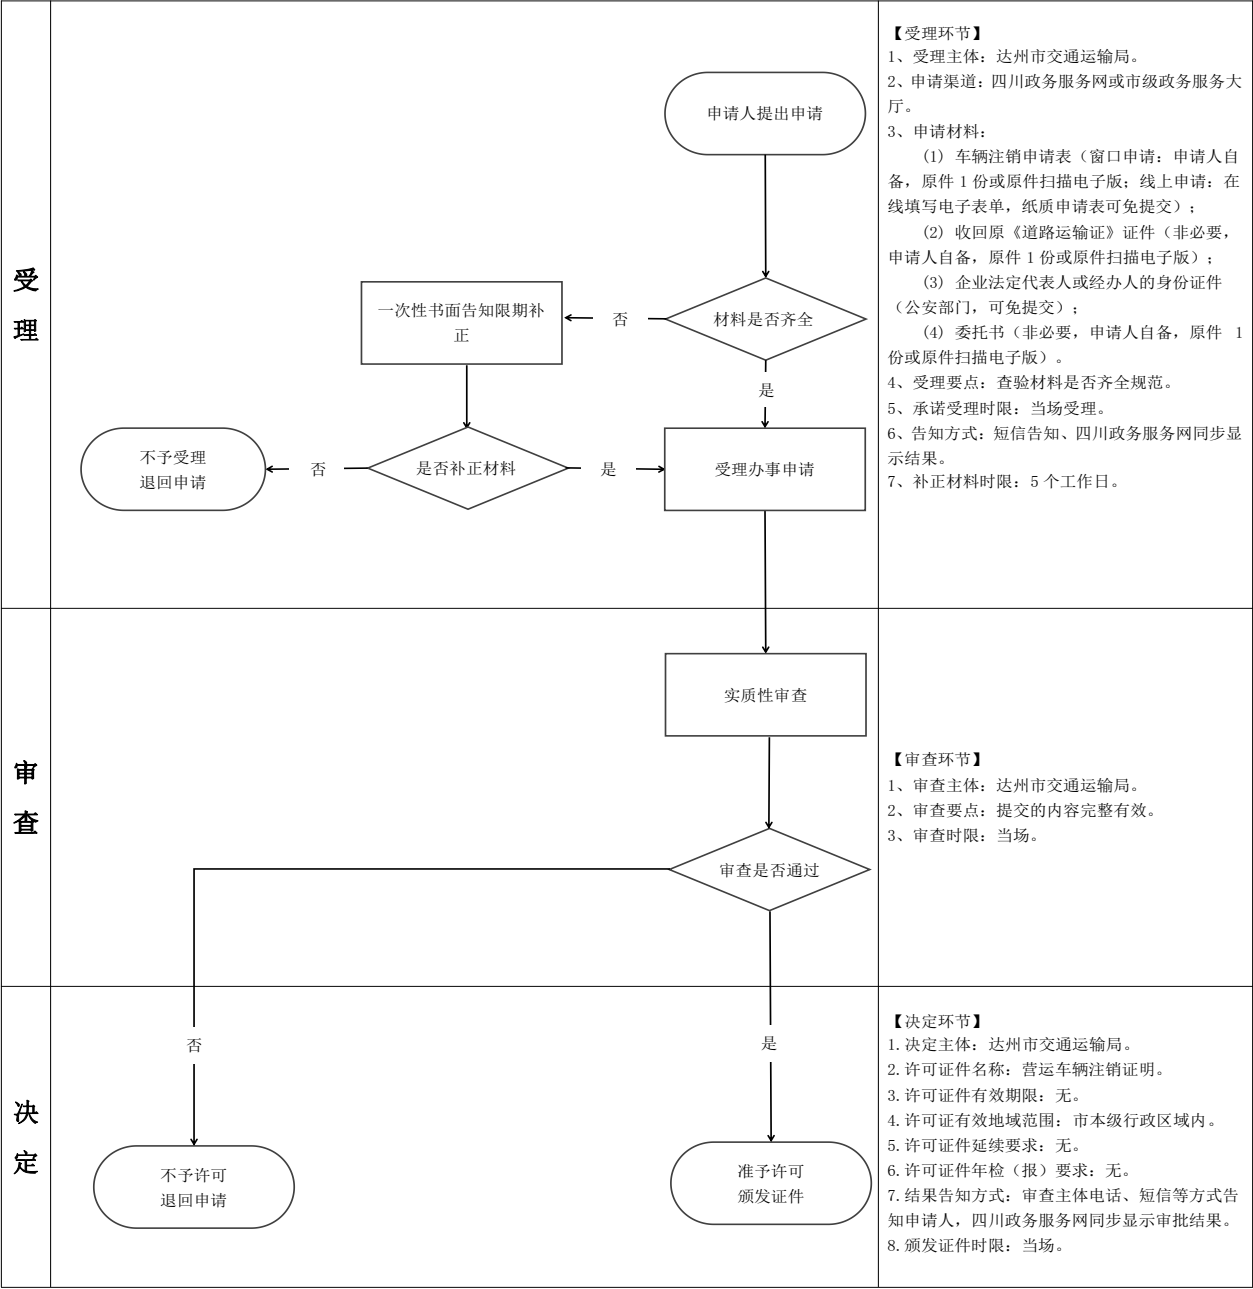 受
理
申请人提出申请
材料是否齐全
否
一次性书面告知限期补
正
是
不予受理
退回申请
否
是否补正材料
是
受理办事申请
【受理环节】
1、受理主体：达州市交通运输局。
2、申请渠道：四川政务服务网或市级政务服务大
厅。
3、申请材料：
(1) 车辆注销申请表（窗口申请：申请人自
备，原件 1 份或原件扫描电子版；线上申请：在
线填写电子表单，纸质申请表可免提交）；
(2) 收回原《道路运输证》证件（非必要，
申请人自备，原件 1 份或原件扫描电子版）；
(3) 企业法定代表人或经办人的身份证件
（公安部门，可免提交）；
(4) 委托书（非必要，申请人自备，原件 1
份或原件扫描电子版）。
4、受理要点：查验材料是否齐全规范。
5、承诺受理时限：当场受理。
6、告知方式：短信告知、四川政务服务网同步显
示结果。
7、补正材料时限：5 个工作日。
审
查
实质性审查
审查是否通过
【审查环节】
1、审查主体：达州市交通运输局。
2、审查要点：提交的内容完整有效。
3、审查时限：当场。
决
定
否
是
不予许可
退回申请
准予许可
颁发证件
【决定环节】
1.决定主体：达州市交通运输局。
2.许可证件名称：营运车辆注销证明。
3.许可证件有效期限：无。
4.许可证有效地域范围：市本级行政区域内。
5.许可证件延续要求：无。
6.许可证件年检（报）要求：无。
7.结果告知方式：审查主体电话、短信等方式告
知申请人，四川政务服务网同步显示审批结果。
8.颁发证件时限：当场。